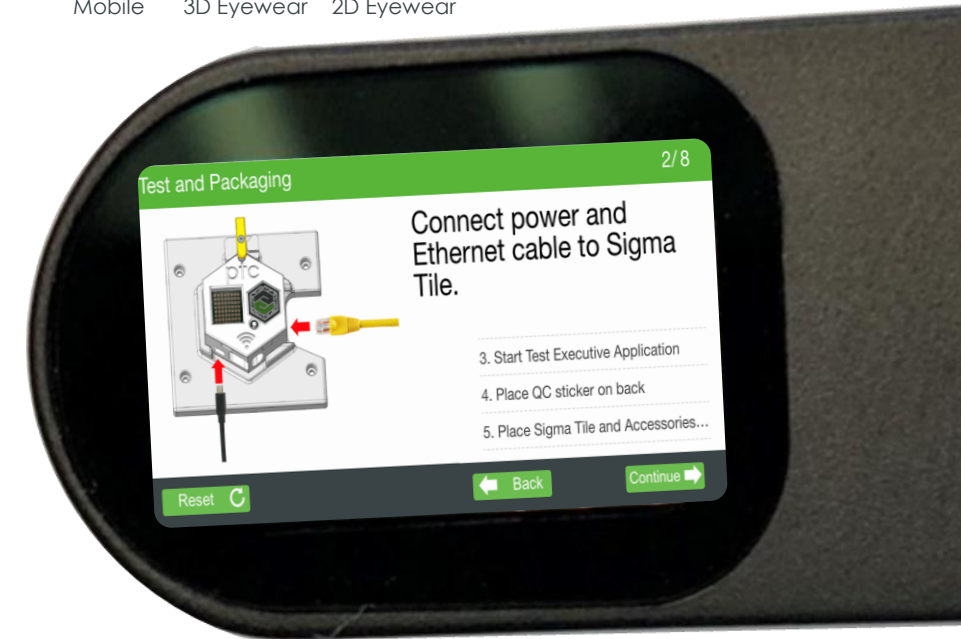 Mobile 3D Eyewear 2D Eyewear
Test and Packaging 2/8
PTC
Connect power and
Ethernet cable to Sigma
Tile.
3. Start Test Executive Application
4. Place QC sticker on back
5. Place Sigma Tile and Accessories...
Reset Back Continue